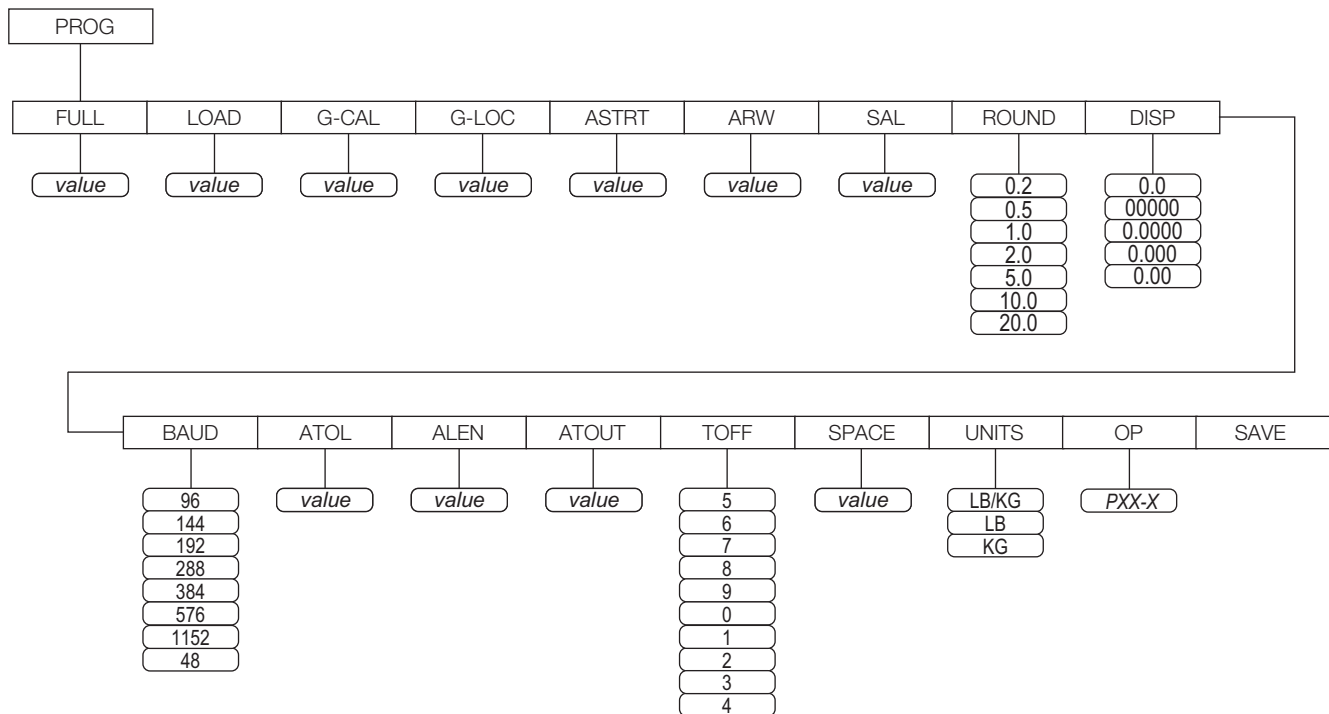 PROG
FULL LOAD G-CAL G-LOC ASTRT ARW SAL ROUND DISP
value value value value value value value 0.2 0.0
0.5 00000
1.0 0.0000
2.0 0.000
5.0 0.00
10.0
20.0
BAUD ATOL ALEN ATOUT TOFF SPACE UNITS OP SAVE
96 value value value 5 value LB/KG PXX-X
144 6 LB
192 7 KG
288 8
384 9
576 0
1152 1
48 2
3
4